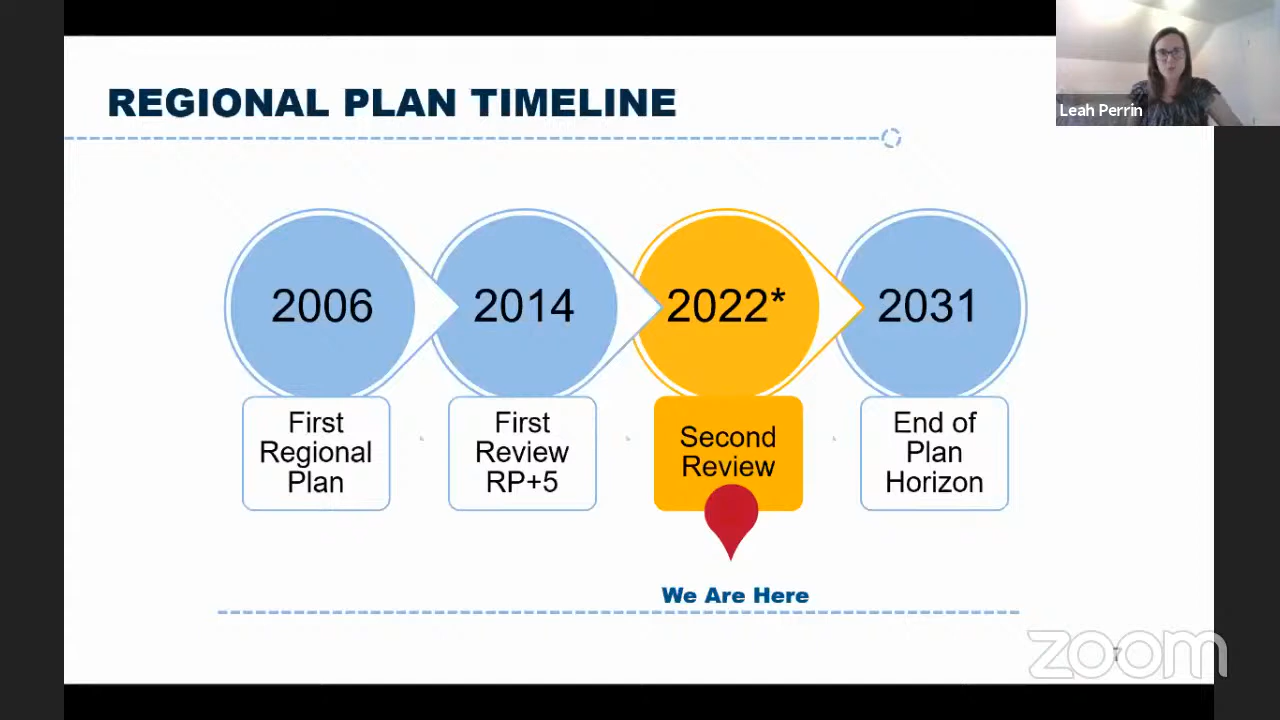 Leah Perrin
REGIONAL PLAN TIMELINE
2006
2014
2022*
2031
First
Regional
Plan
First
Review
RP+5
Second
Review
End of
Plan
Horizon
We Are Here
zoom
7